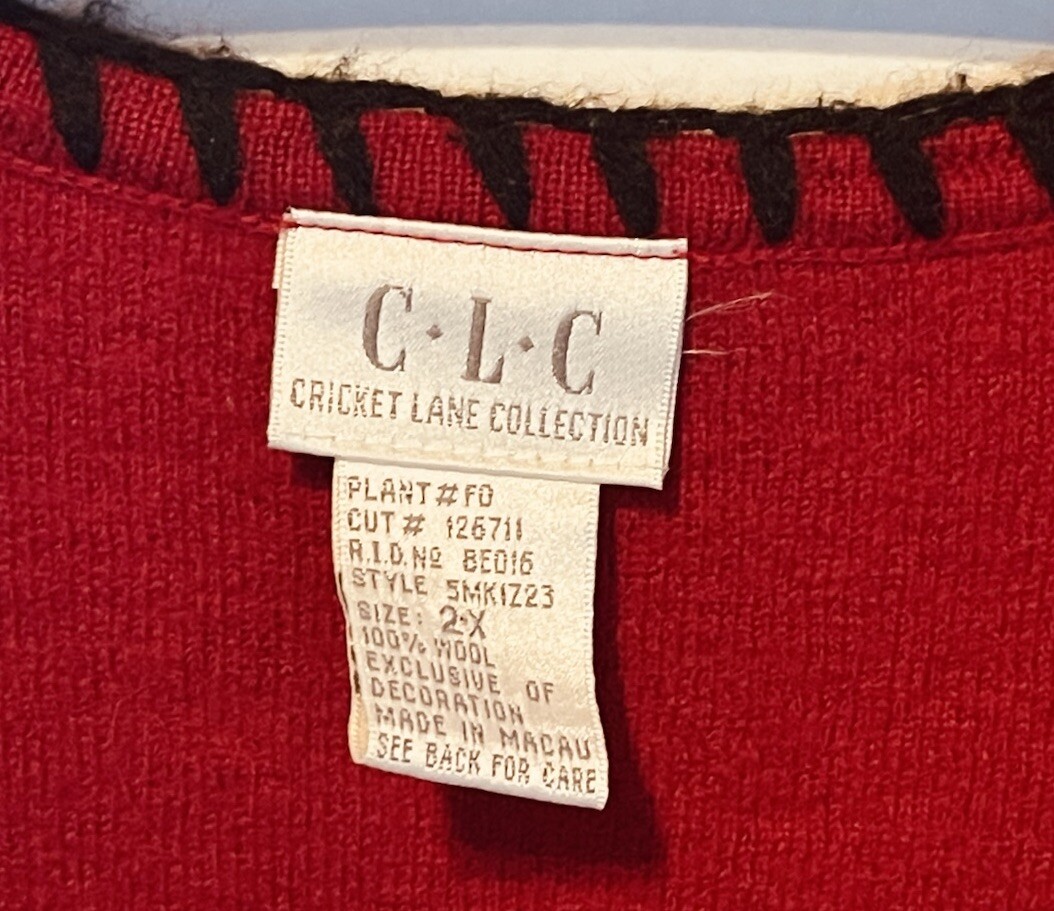 C·L·C
CRICKET LANE COLLECTION
PLANT # FO
CUT # 126711
R.I.D. No 8E016
STYLE 5MK1Z23
SIZE: 2-X
100% WOOL
EXCLUSIVE OF
DECORATION
MADE IN MACAU
SEE BACK FOR CARE